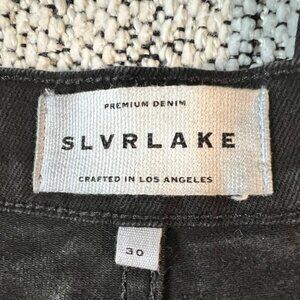 PREMIUM DENIM
SLVRLAKE
CRAFTED IN LOS ANGELES
30